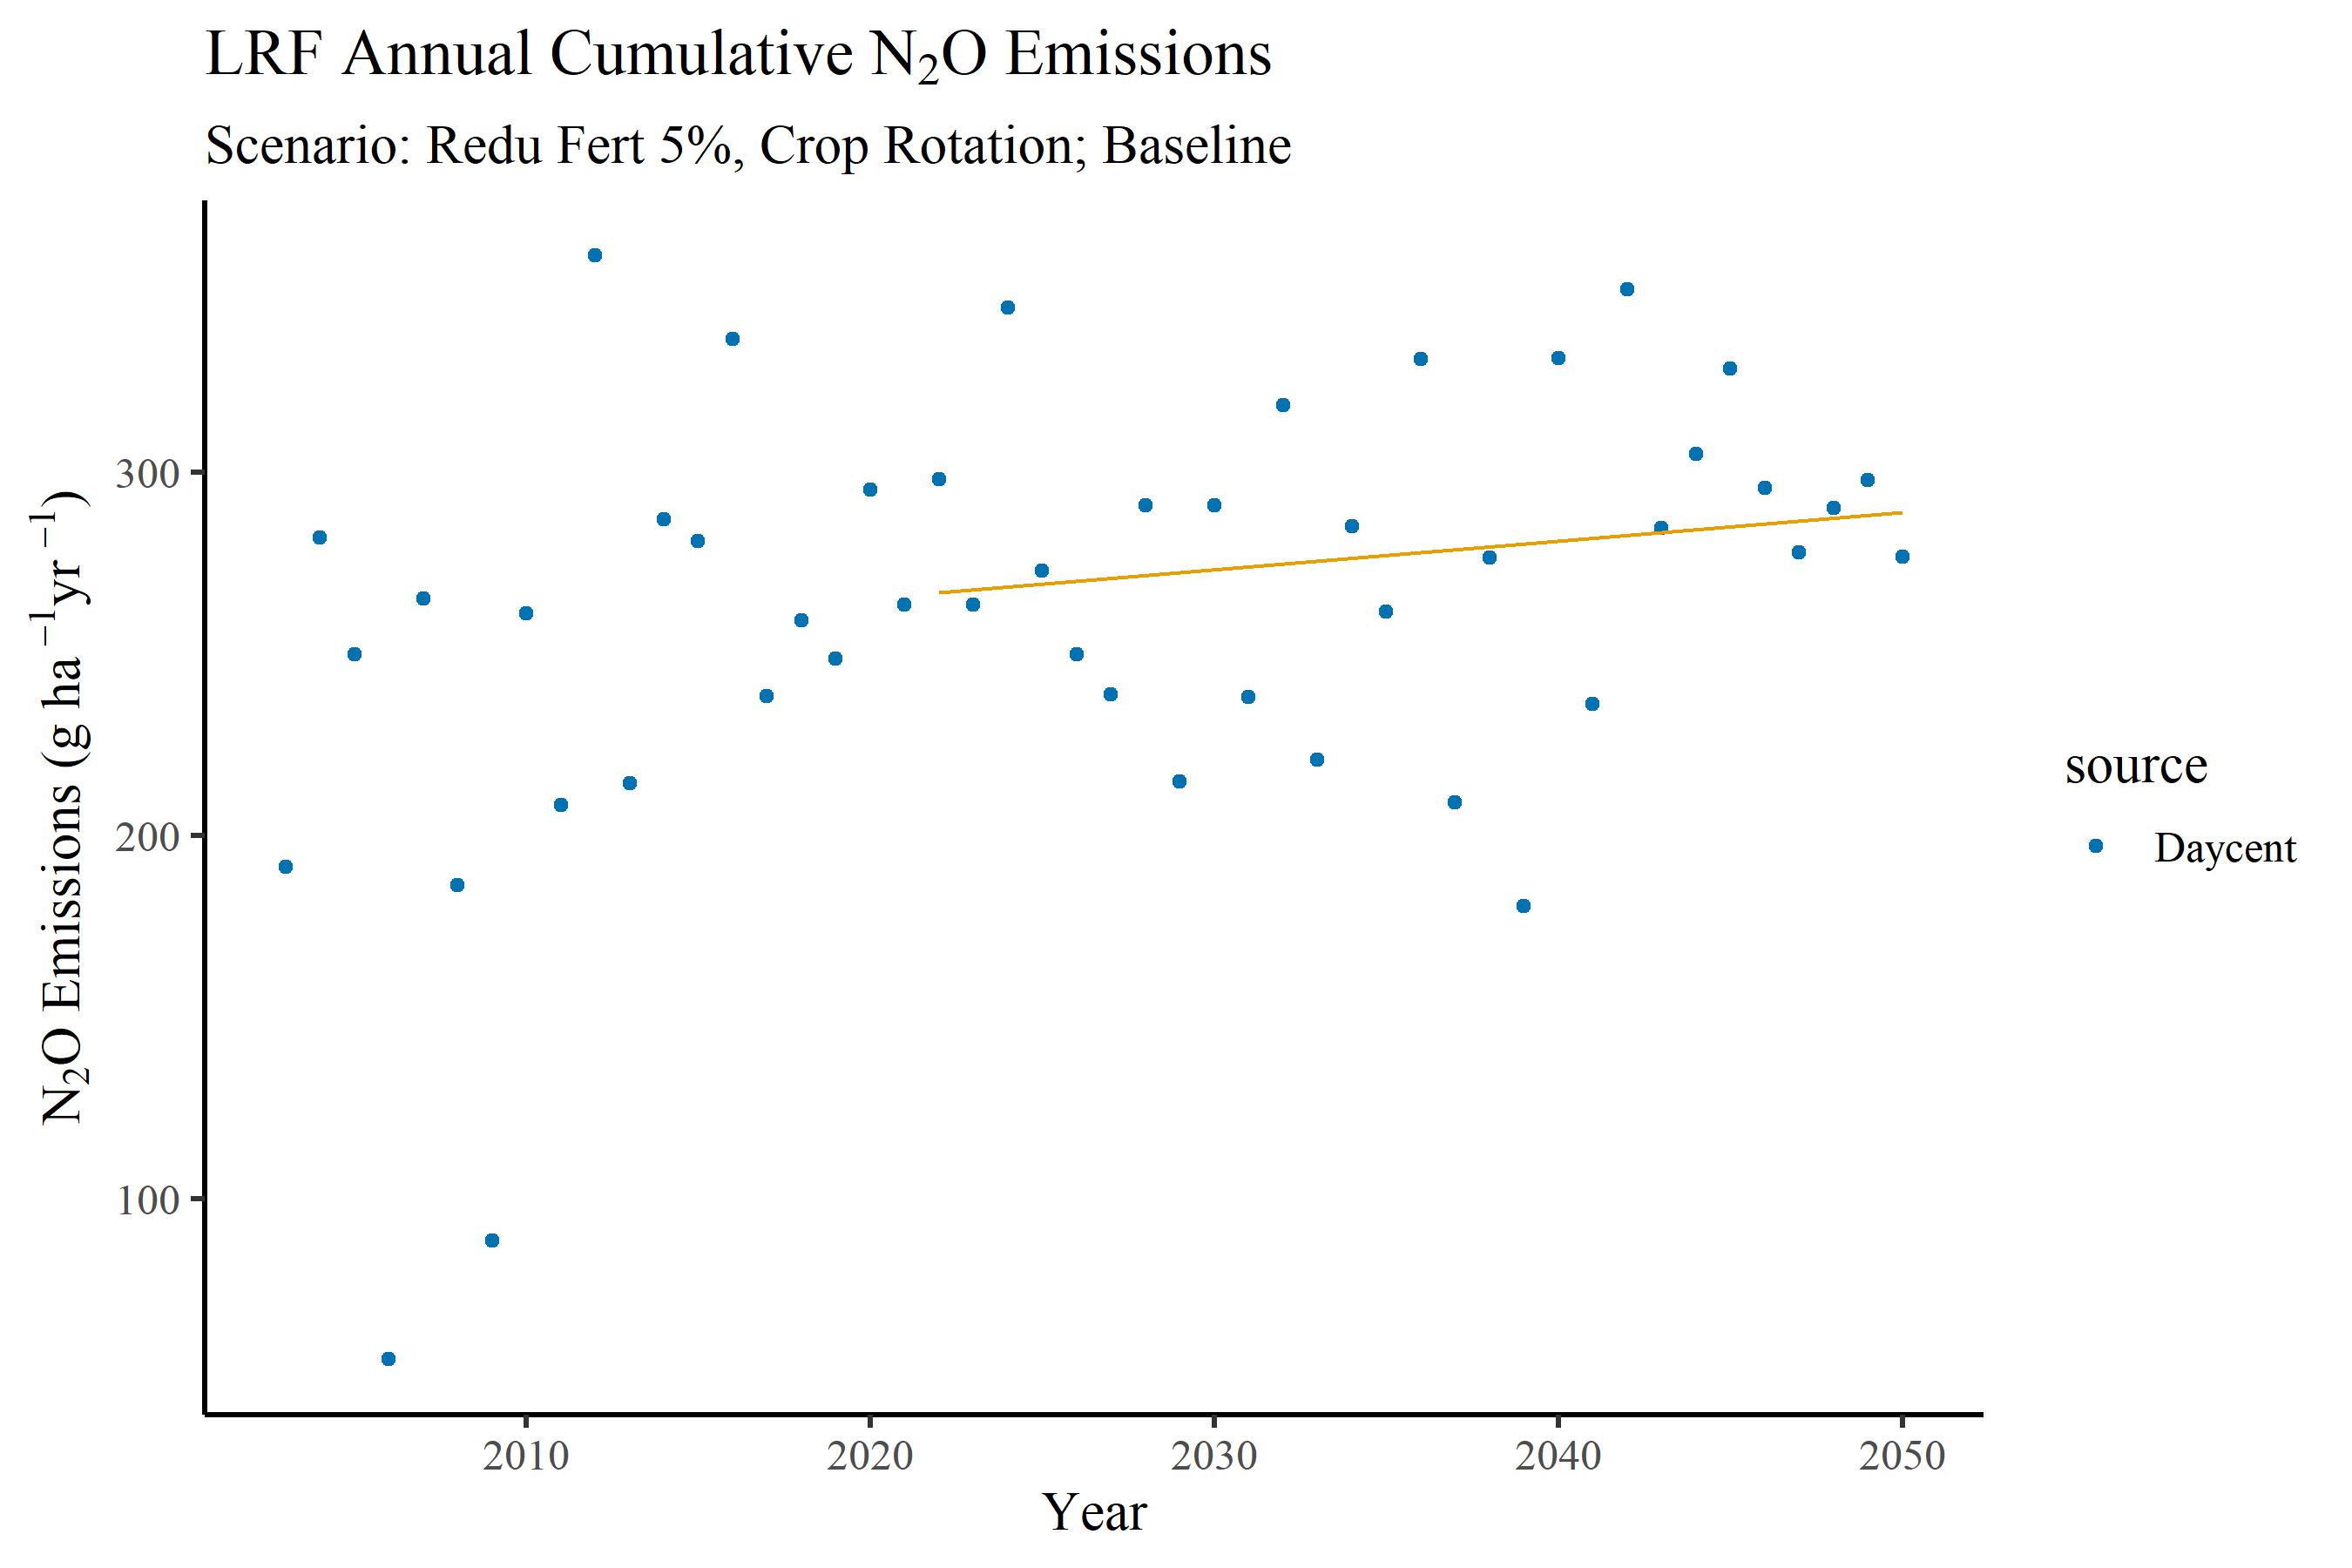 LRF Annual Cumulative N₂O Emissions
Scenario: Redu Fert 5%, Crop Rotation; Baseline
N₂O Emissions (g ha ⁻¹yr ⁻¹)
300
200
100
2010 2020 2030 2040 2050
Year
source
Daycent